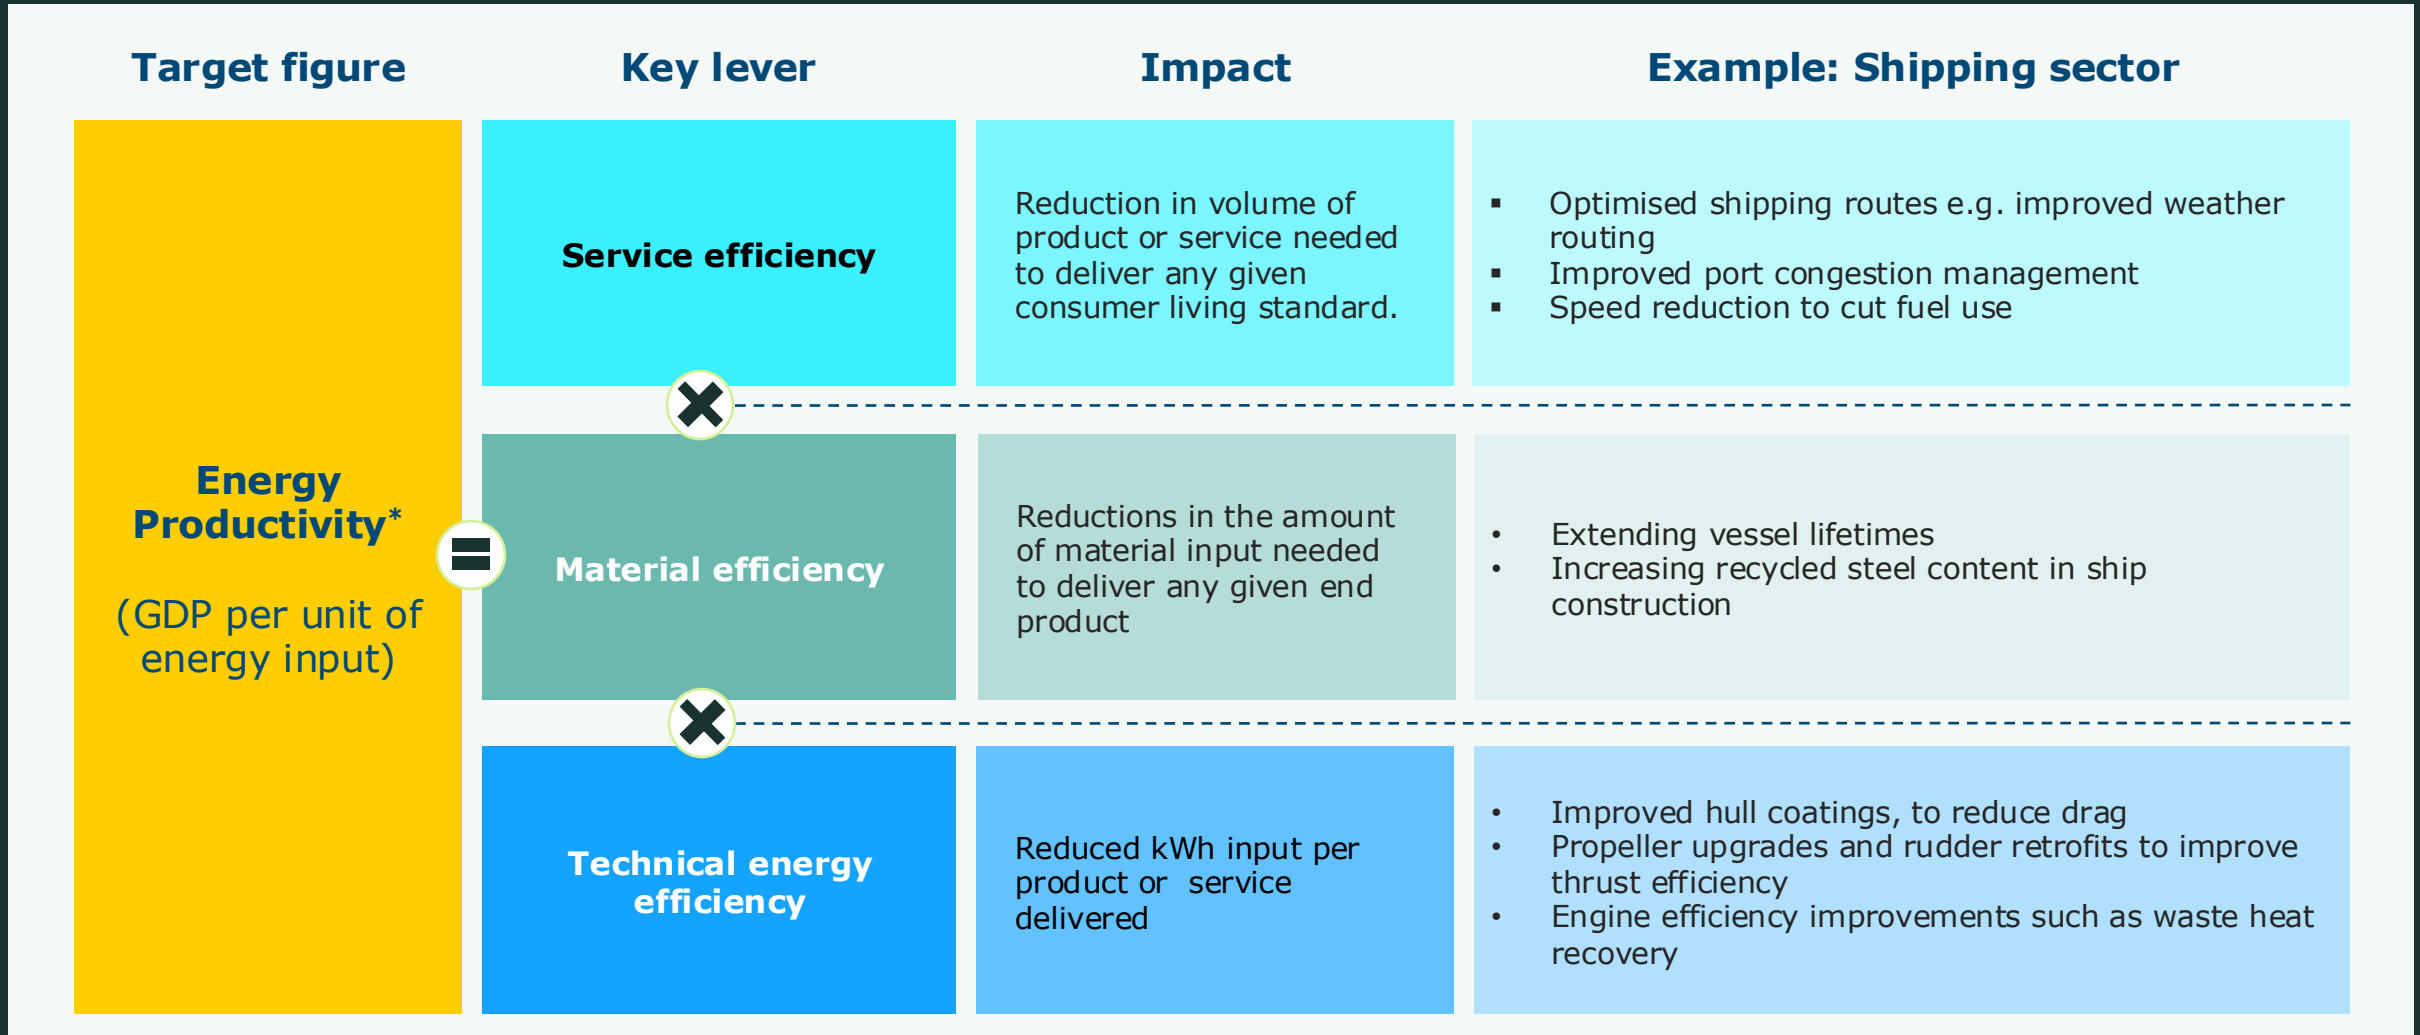 Target figure
Key lever
Impact
Example: Shipping sector
Energy
Productivity*
(GDP per unit of
energy input)
Service efficiency
Reduction in volume of
product or service needed
to deliver any given
consumer living standard.
▪ Optimised shipping routes e.g. improved weather
routing
▪ Improved port congestion management
▪ Speed reduction to cut fuel use
Material efficiency
Reductions in the amount
of material input needed
to deliver any given end
product
• Extending vessel lifetimes
• Increasing recycled steel content in ship
construction
Technical energy
efficiency
Reduced kWh input per
product or service
delivered
• Improved hull coatings, to reduce drag
• Propeller upgrades and rudder retrofits to improve
thrust efficiency
• Engine efficiency improvements such as waste heat
recovery